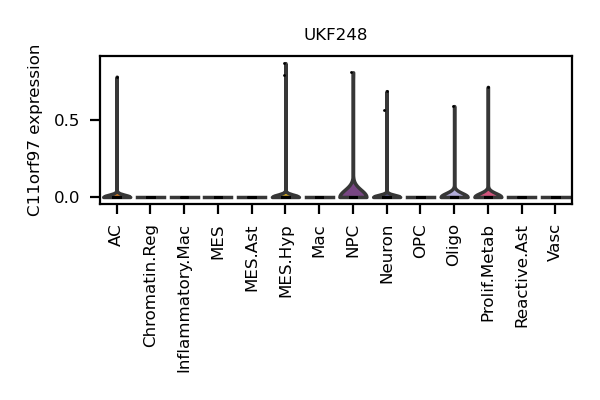 UKF248
C11orf97 expression
0.5
0.0
AC
Chromatin.Reg
Inflammatory.Mac
MES
MES.Ast
MES.Hyp
Mac
NPC
Neuron
OPC
Oligo
Prolif.Metab
Reactive.Ast
Vasc